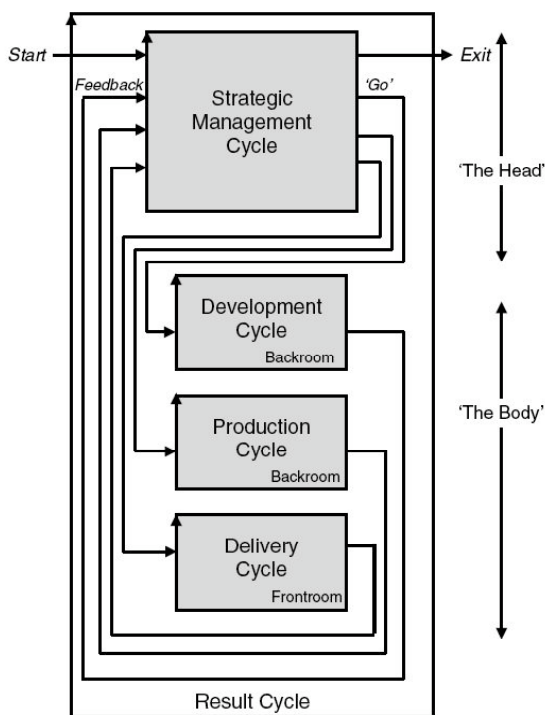 Start
Exit
Feedback
‘Go’
Strategic
Management
Cycle
‘The Head’
Development
Cycle
Backroom
‘The Body’
Production
Cycle
Backroom
Delivery
Cycle
Frontroom
Result Cycle